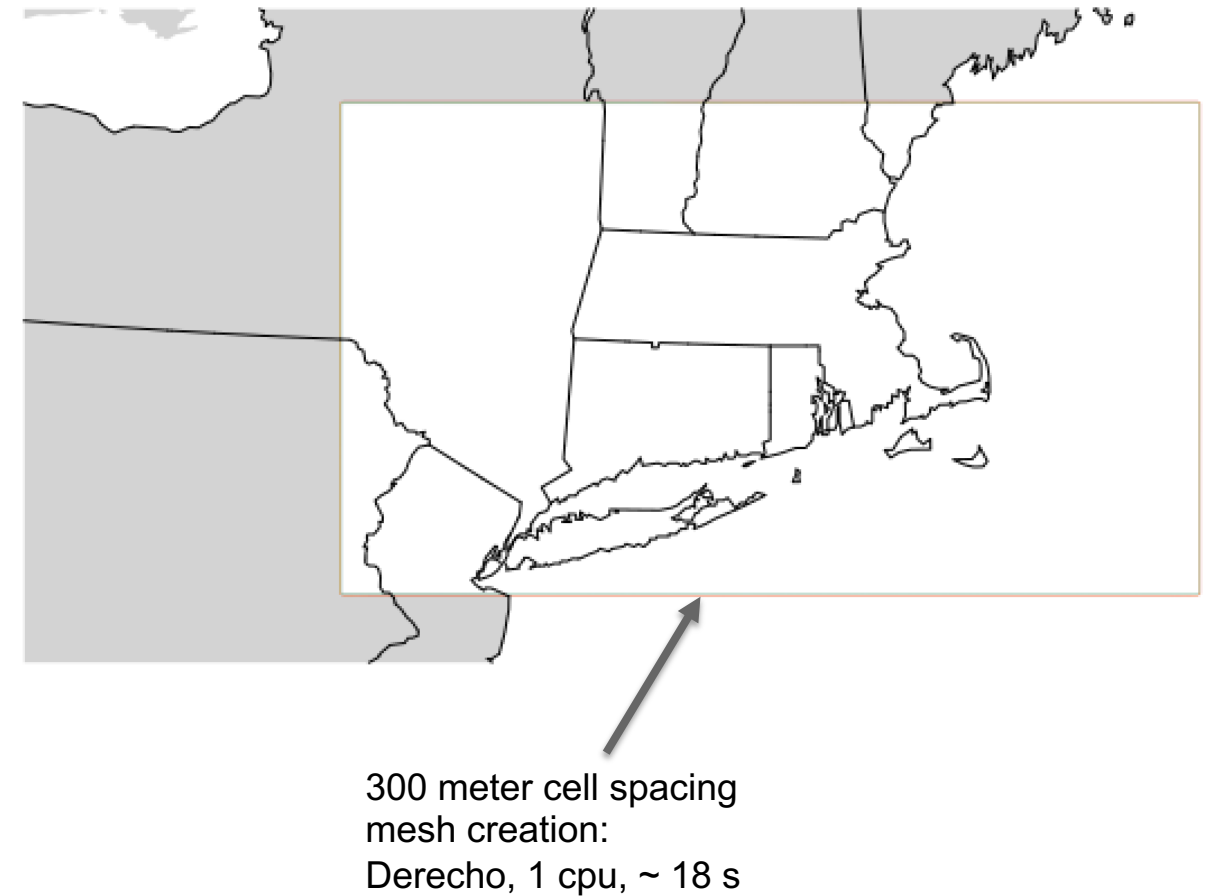 300 meter cell spacing
mesh creation:
Derecho, 1 cpu, ~ 18 s